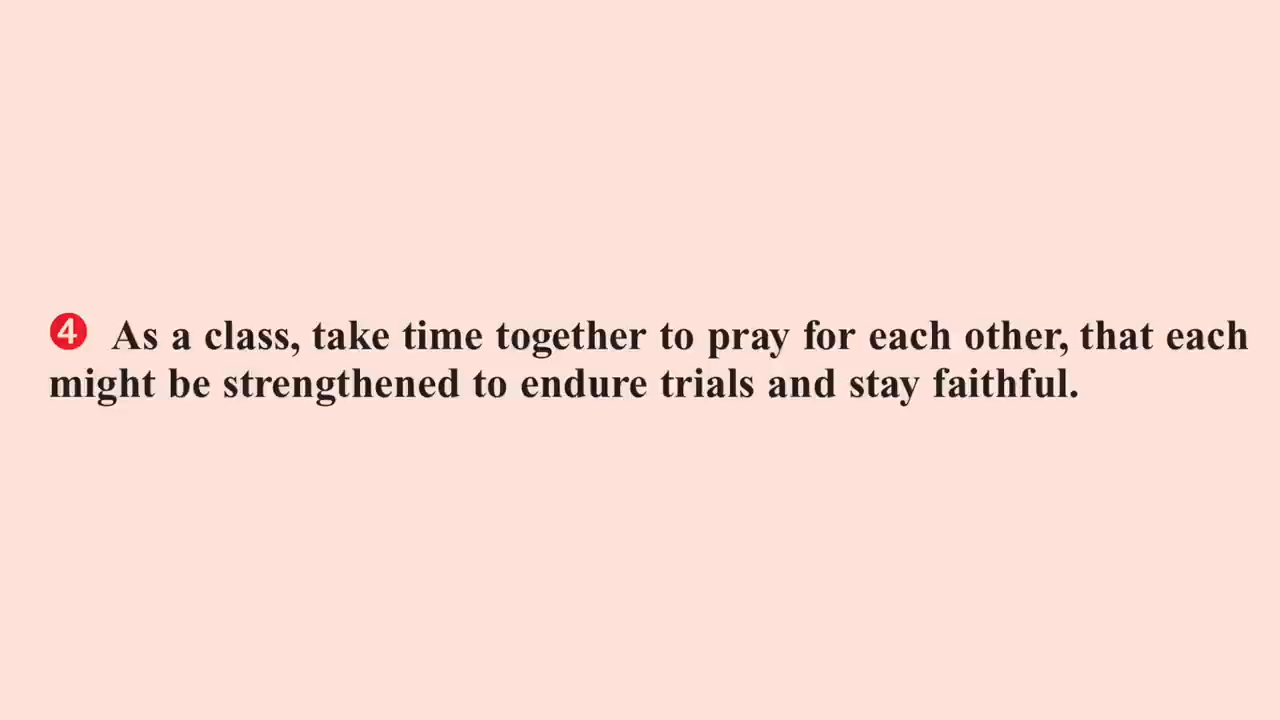 ❹ As a class, take time together to pray for each other, that each
might be strengthened to endure trials and stay faithful.